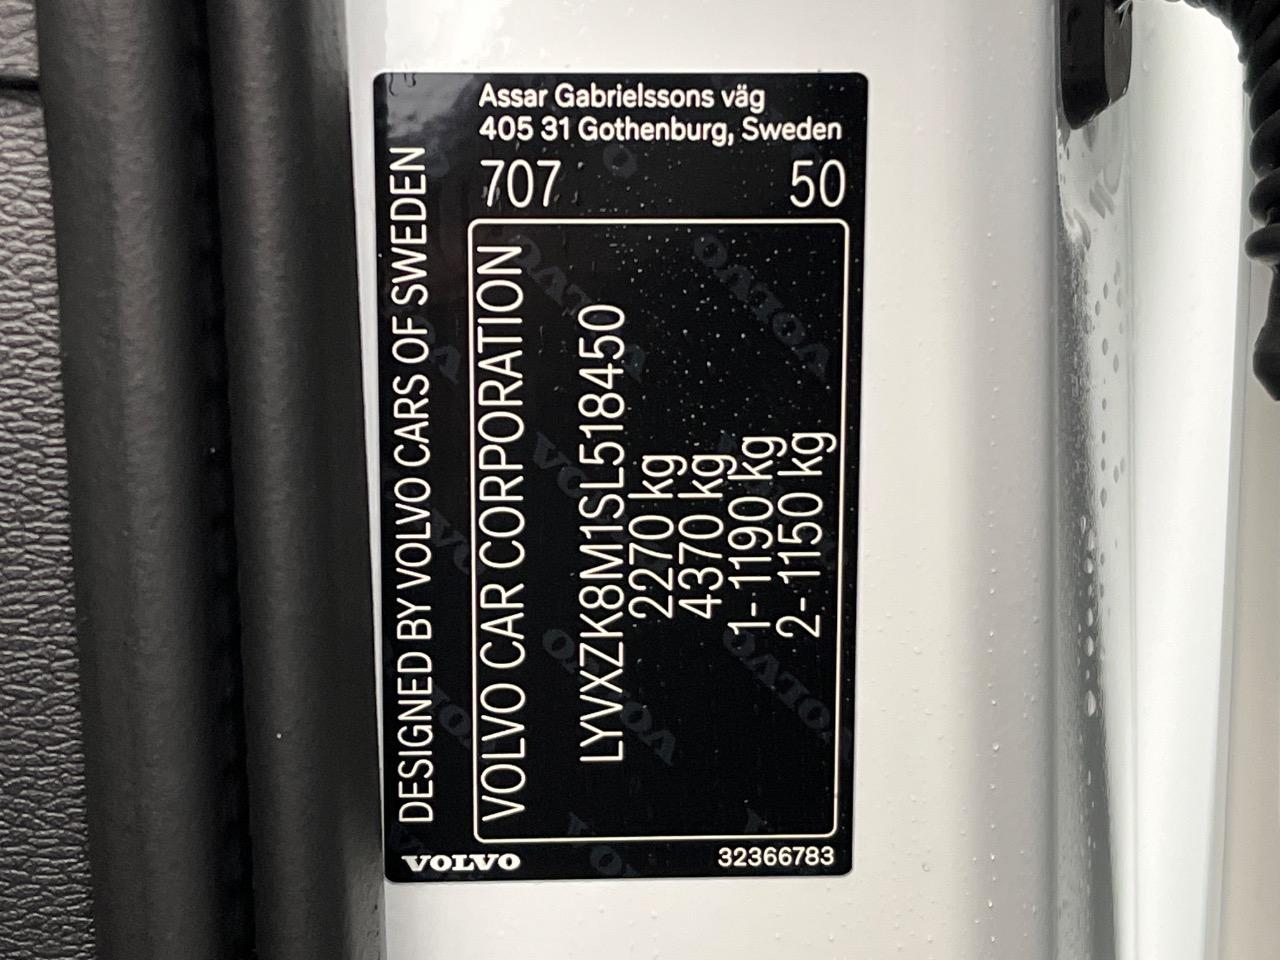 Assar Gabrielssons väg
405 31 Gothenburg, Sweden
707 50
DESIGNED BY VOLVO CARS OF SWEDEN
VOLVO CAR CORPORATION
LYVXZK8M1SL518450
2270 kg
4370 kg
1- 1190 kg
2- 1150 kg
VOLVO
32366783